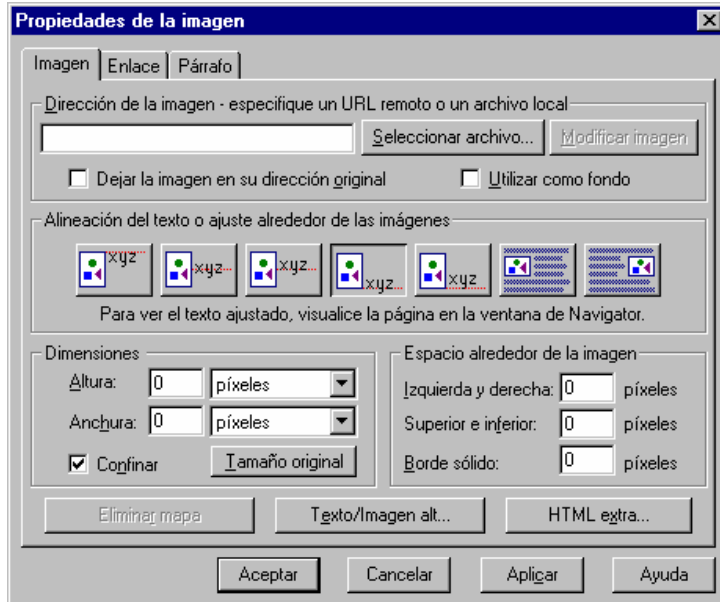 Propiedades de la imagen
Imagen Enlace Párrafo
Dirección de la imagen - especifique un URL remoto o un archivo local
Seleccionar archivo... Modificar imagen
Dejar la imagen en su dirección original Utilizar como fondo
Alineación del texto o ajuste alrededor de las imágenes
xyz xyz xyz xyz xyz
Para ver el texto ajustado, visualice la página en la ventana de Navigator.
Dimensiones Espacio alrededor de la imagen
Altura: 0 píxeles Izquierda y derecha: 0 píxeles
Anchura: 0 píxeles Superior e inferior: 0 píxeles
Confinar Tamaño original Borde sólido: 0 píxeles
Eliminar mapa Texto/Imagen alt... HTML extra...
Aceptar Cancelar Aplicar Ayuda